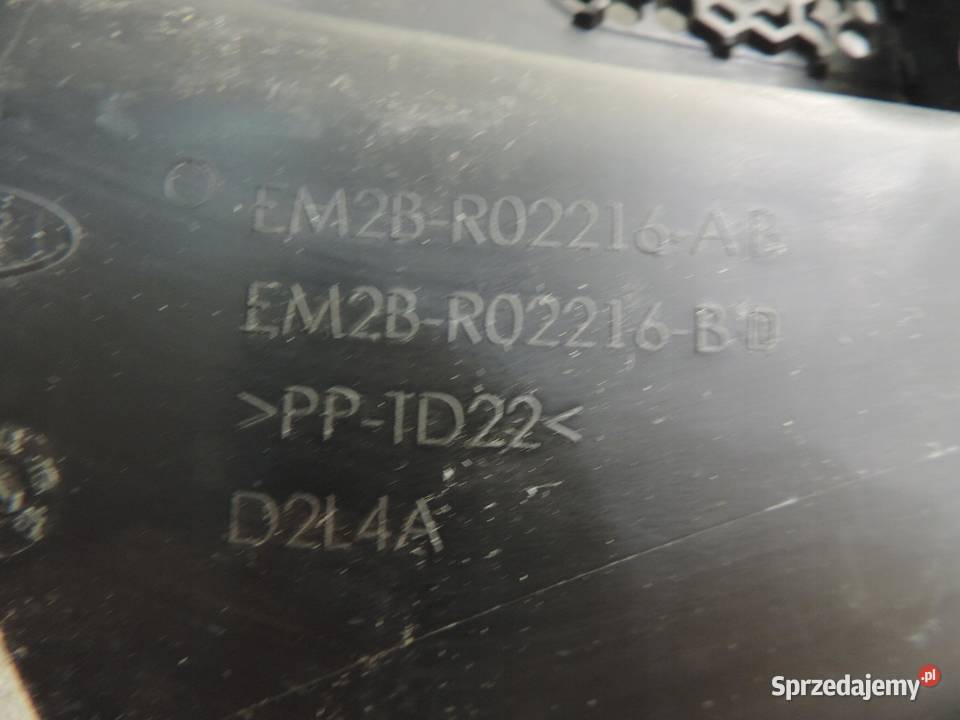 EM2B-R02216-AB
EM2B-R02216-BD
>PP-TD22<
D2L4A
Sprzedajemy.pl